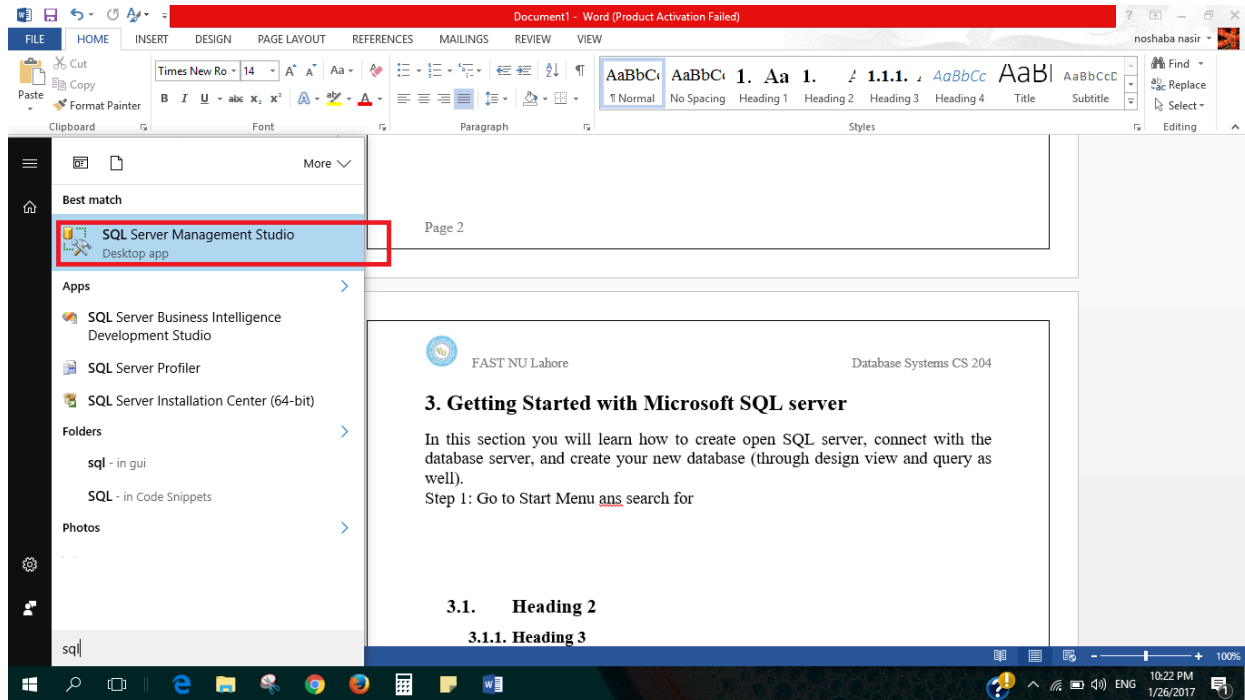 Document1 - Word (Product Activation Failed)
FILE HOME INSERT DESIGN PAGE LAYOUT REFERENCES MAILINGS REVIEW VIEW noshaba nasir
Cut
Copy
Format Painter
Paste
Clipboard
Times New Ro 14
Aa
B I U abc X₂ X²
Font
Paragraph
AaBbCc AaBbCc 1. Aa 1. 1.1.1. AaBbCc AaBl AaBbCcD
¶ Normal No Spacing Heading 1 Heading 2 Heading 3 Heading 4 Title Subtitle
Styles
Find
Replace
Select
Editing
More
Best match
SQL Server Management Studio
Desktop app
Apps
SQL Server Business Intelligence
Development Studio
SQL Server Profiler
SQL Server Installation Center (64-bit)
Folders
sql - in gui
SQL - in Code Snippets
Photos
sql
Page 2
FAST NU Lahore Database Systems CS 204
3. Getting Started with Microsoft SQL server
In this section you will learn how to create open SQL server, connect with the
database server, and create your new database (through design view and query as
well).
Step 1: Go to Start Menu ans search for
3.1. Heading 2
3.1.1. Heading 3
100%
ENG
10:22 PM
1/26/2017